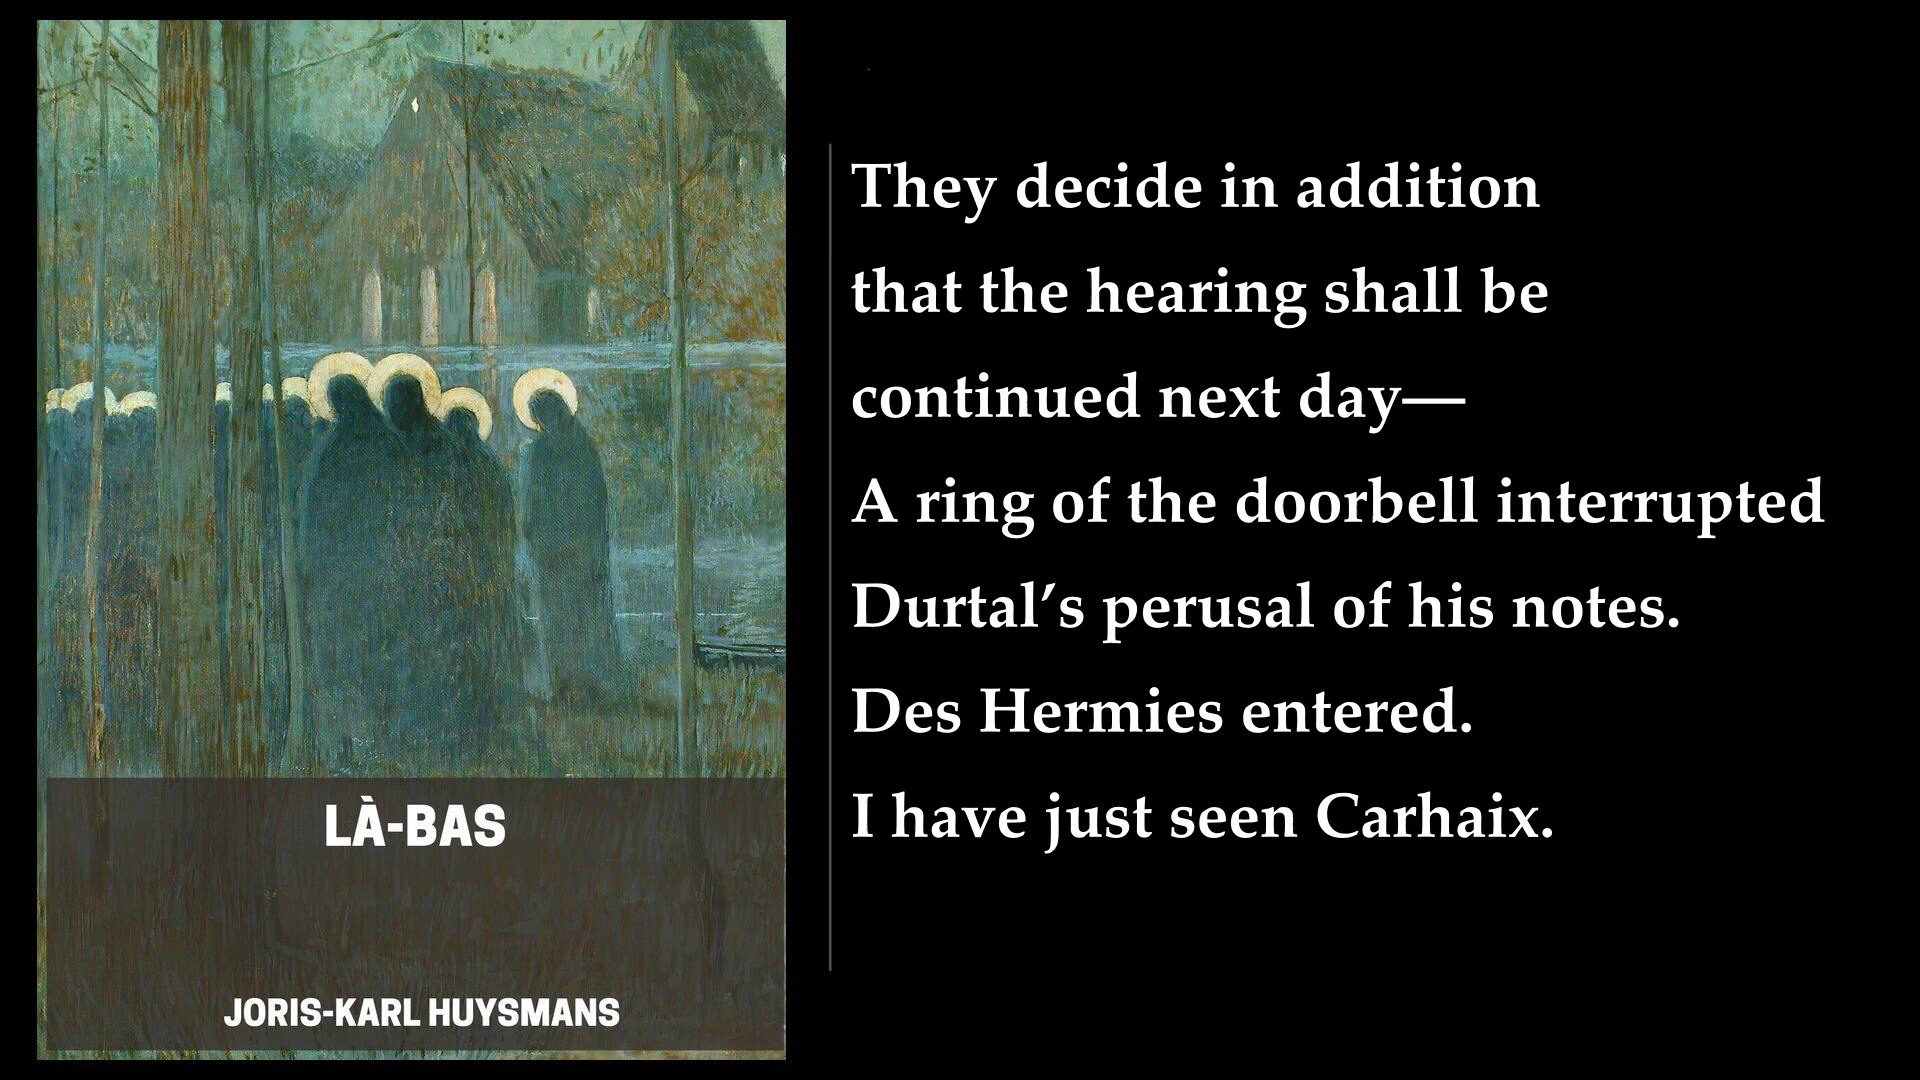 LÀ-BAS
JORIS-KARL HUYSMANS
They decide in addition
that the hearing shall be
continued next day—
A ring of the doorbell interrupted
Durtal’s perusal of his notes.
Des Hermies entered.
I have just seen Carhaix.